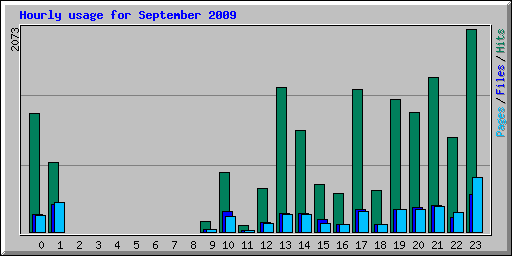 Hourly usage for September 2009
2073
Pages/Files/Hits
0 1 2 3 4 5 6 7 8 9 10 11 12 13 14 15 16 17 18 19 20 21 22 23